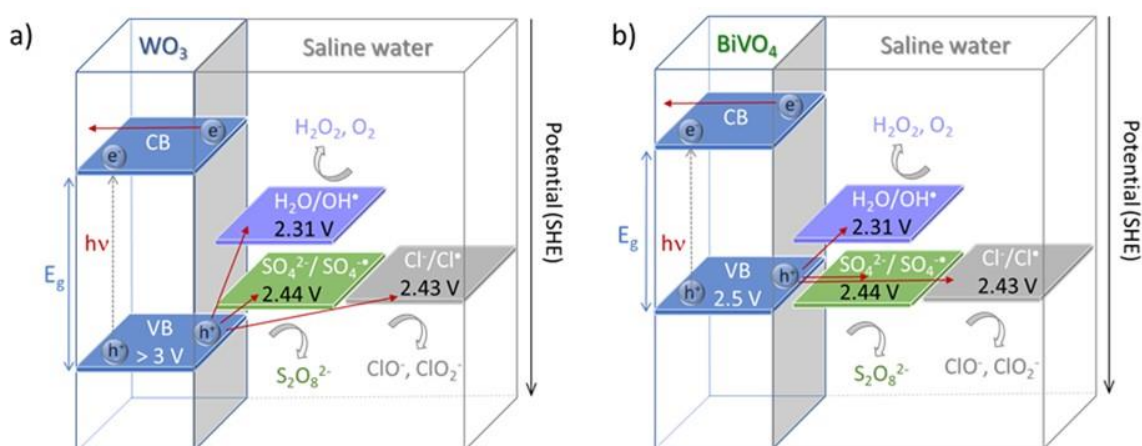 a)
WO₃
Saline water
CB
e⁻
e⁻
H₂O₂, O₂
H₂O/OH•
2.31 V
hν
E_g
SO₄²⁻/ SO₄⁻•
2.44 V
Cl⁻/Cl•
2.43 V
VB
> 3 V
h⁺
h⁺
S₂O₈²⁻
ClO⁻, ClO₂⁻
Potential (SHE)
b)
BiVO₄
Saline water
CB
e⁻
e⁻
H₂O₂, O₂
H₂O/OH•
2.31 V
hν
E_g
VB
2.5 V
h⁺
h⁺
SO₄²⁻/ SO₄⁻•
2.44 V
Cl⁻/Cl•
2.43 V
S₂O₈²⁻
ClO⁻, ClO₂⁻
Potential (SHE)